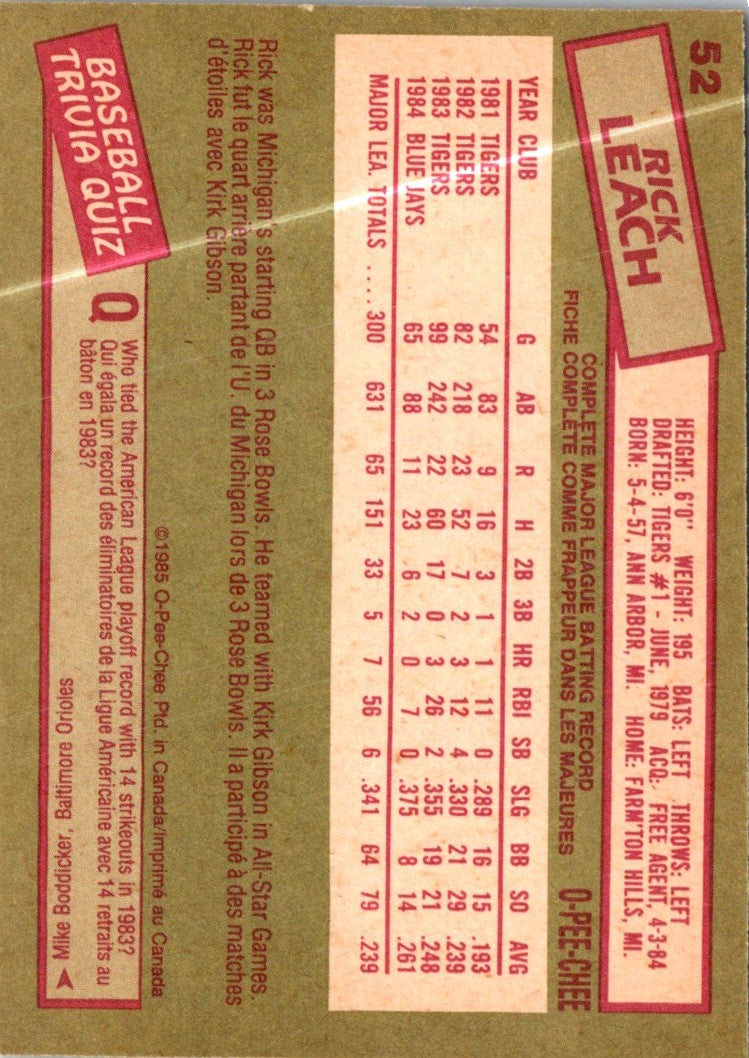 52
RICK
LEACH
HEIGHT: 6'0" WEIGHT: 195 BATS: LEFT THROWS: LEFT
DRAFTED: TIGERS #1 - JUNE, 1979 ACQ: FREE AGENT, 4-3-84
BORN: 5-4-57, ANN ARBOR, MI. HOME: FARM'TON HILLS, MI.
COMPLETE MAJOR LEAGUE BATTING RECORD
FICHE COMPLÈTE COMME FRAPPEUR DANS LES MAJEURES
O-PEE-CHEE
YEAR CLUB G AB R H 2B 3B HR RBI SB SLG BB SO AVG
1981 TIGERS 54 83 9 16 3 1 1 11 0 .289 16 15 .193
1982 TIGERS 82 218 23 52 7 2 3 12 4 .330 21 29 .239
1983 TIGERS 99 242 22 60 17 0 3 26 2 .355 19 21 .248
1984 BLUE JAYS 65 88 11 23 6 2 0 7 0 .375 8 14 .261
MAJOR LEA. TOTALS .... 300 631 65 151 33 5 7 56 6 .341 64 79 .239
Rick was Michigan's starting QB in 3 Rose Bowls. He teamed with Kirk Gibson in All-Star Games.
Rick fut le quart arrière partant de l'U. du Michigan lors de 3 Rose Bowls. Il a participé à des matches
d'étoiles avec Kirk Gibson.
©1985 O-Pee-Chee Ptd. in Canada/Imprimé au Canada
BASEBALL
TRIVIA QUIZ
Q Who tied the American League playoff record with 14 strikeouts in 1983?
Qui égala un record des éliminatoires de la Ligue Américaine avec 14 retraits au
bâton en 1983?
Mike Boddicker, Baltimore Orioles